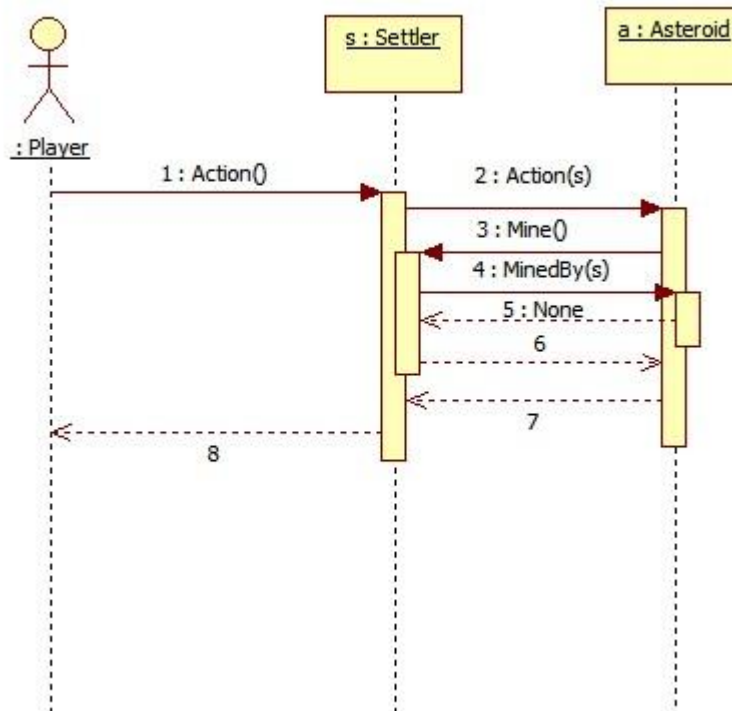 s : Settler
a : Asteroid
: Player
1 : Action()
2 : Action(s)
3 : Mine()
4 : MinedBy(s)
5 : None
6
7
8